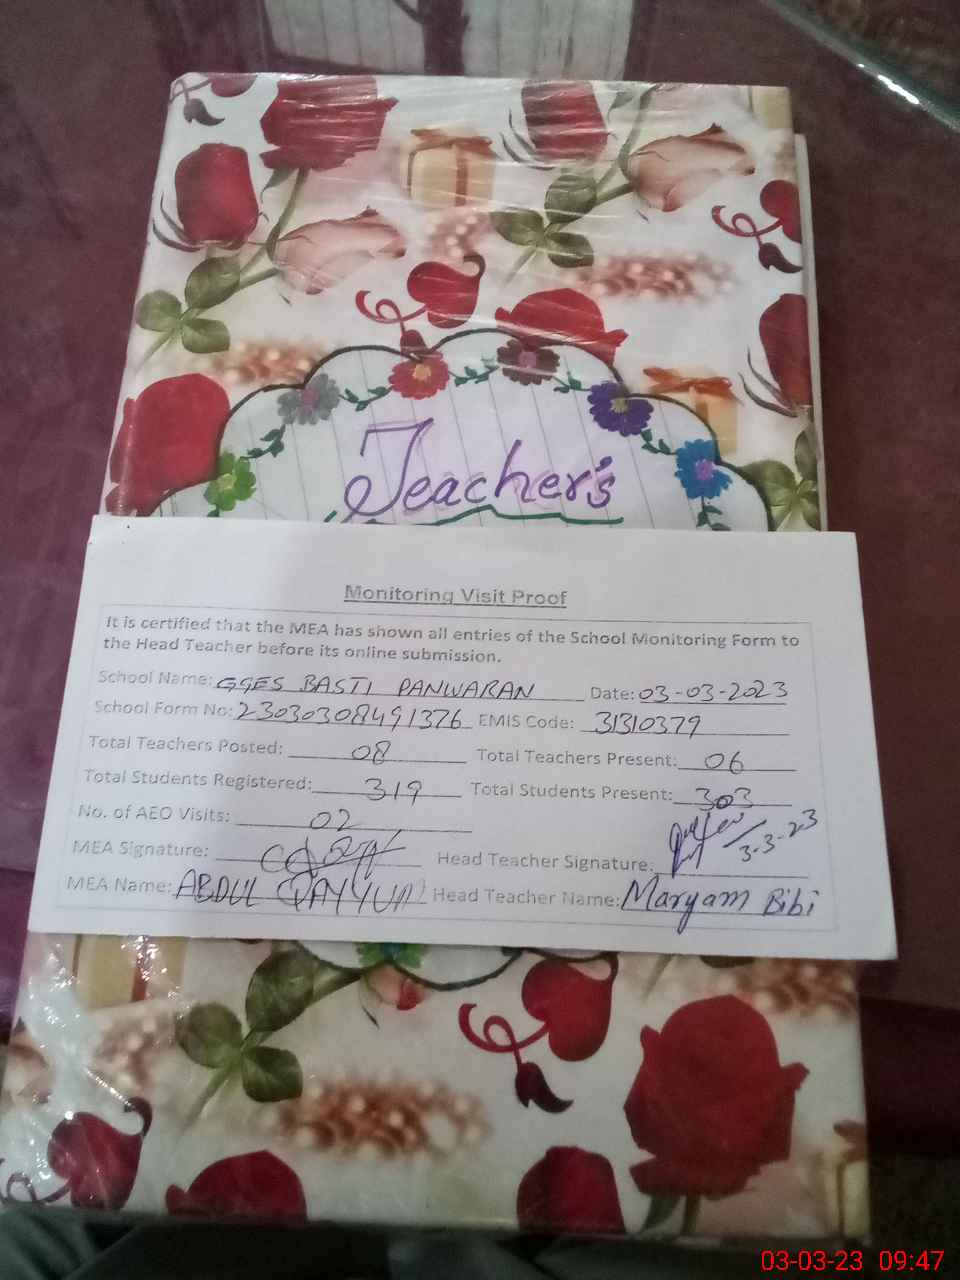 Teacher's
Monitoring Visit Proof
It is certified that the MEA has shown all entries of the School Monitoring Form to
the Head Teacher before its online submission.
School Name: GGES BASTI PANWARAN Date: 03-03-2023
School Form No: 23030308491376 EMIS Code: 31310379
Total Teachers Posted: 08 Total Teachers Present: 06
Total Students Registered: 319 Total Students Present: 303
No. of AEO Visits: 02
MEA Signature: Head Teacher Signature: 3-3-23
MEA Name: ABDUL QAYYUM Head Teacher Name: Maryam Bibi
03-03-23 09:47